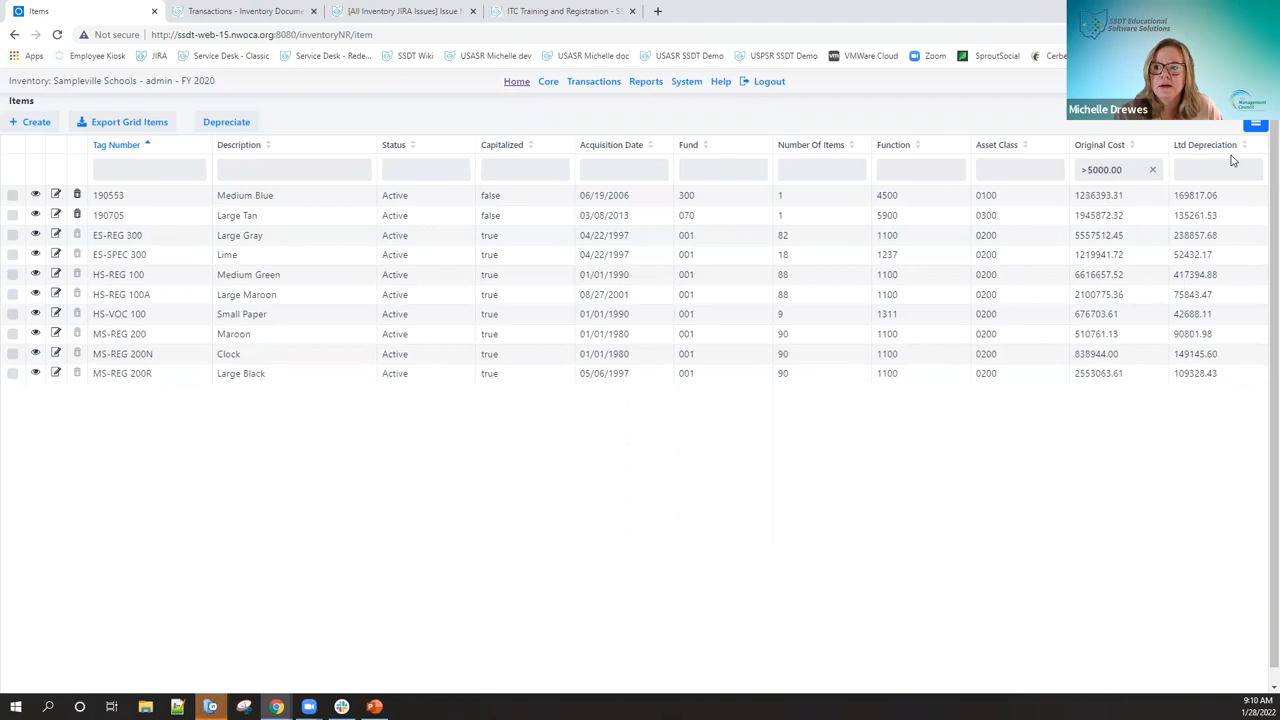 Items
Transactions - Inventory Docume
[All Inventory JIRA Issues] Issue
ITC Training and Registration - SS
Not secure
http://ssdt-web-15.nwoca.org:8080/inventoryNR/item
Apps
Employee Kiosk
JIRA
Service Desk - Classic
Service Desk - Rede...
SSDT Wiki
USASR Michelle dev
USPSR Michelle dev
USASR Michelle doc
USASR SSDT Demo
USPSR SSDT Demo
VMWare Cloud
Zoom
SproutSocial
Cerbe
Inventory: Sampleville Schools - admin - FY 2020
Home Core Transactions Reports System Help Logout
SSDT Educational
Software Solutions
Management
Council
Michelle Drewes
Items
+ Create Export Grid Items Depreciate
Tag Number Description Status Capitalized Acquisition Date Fund Number Of Items Function Asset Class Original Cost Ltd Depreciation
>5000.00
190553 Medium Blue Active false 06/19/2006 300 1 4500 0100 1236393.31 169817.06
190705 Large Tan Active false 03/08/2013 070 1 5900 0300 1945872.32 135261.53
ES-REG 300 Large Gray Active true 04/22/1997 001 82 1100 0200 5557512.45 238857.68
ES-SPEC 300 Lime Active true 04/22/1997 001 18 1237 0200 1219941.72 52432.17
HS-REG 100 Medium Green Active true 01/01/1990 001 88 1100 0200 6616657.52 417394.88
HS-REG 100A Large Maroon Active true 08/27/2001 001 88 1100 0200 2100775.36 75843.47
HS-VOC 100 Small Paper Active true 01/01/1990 001 9 1311 0200 676703.61 42688.11
MS-REG 200 Maroon Active true 01/01/1980 001 90 1100 0200 510761.13 90801.98
MS-REG 200N Clock Active true 01/01/1980 001 90 1100 0200 838944.00 149145.60
MS-REG 200R Large Black Active true 05/06/1997 001 90 1100 0200 2553063.61 109328.43
9:10 AM
1/28/2022